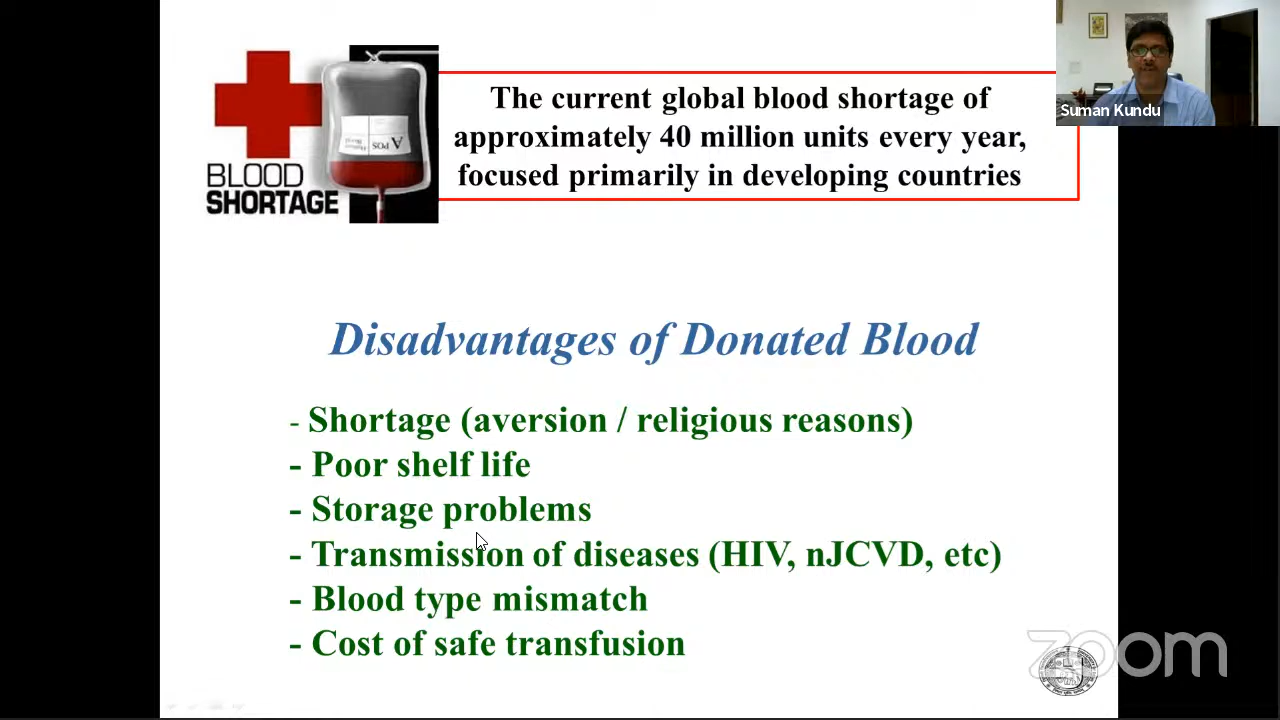 The current global blood shortage of
approximately 40 million units every year,
focused primarily in developing countries
BLOOD
SHORTAGE
A
POS
Suman Kundu
Disadvantages of Donated Blood
- Shortage (aversion / religious reasons)
- Poor shelf life
- Storage problems
- Transmission of diseases (HIV, nJCVD, etc)
- Blood type mismatch
- Cost of safe transfusion
zoom